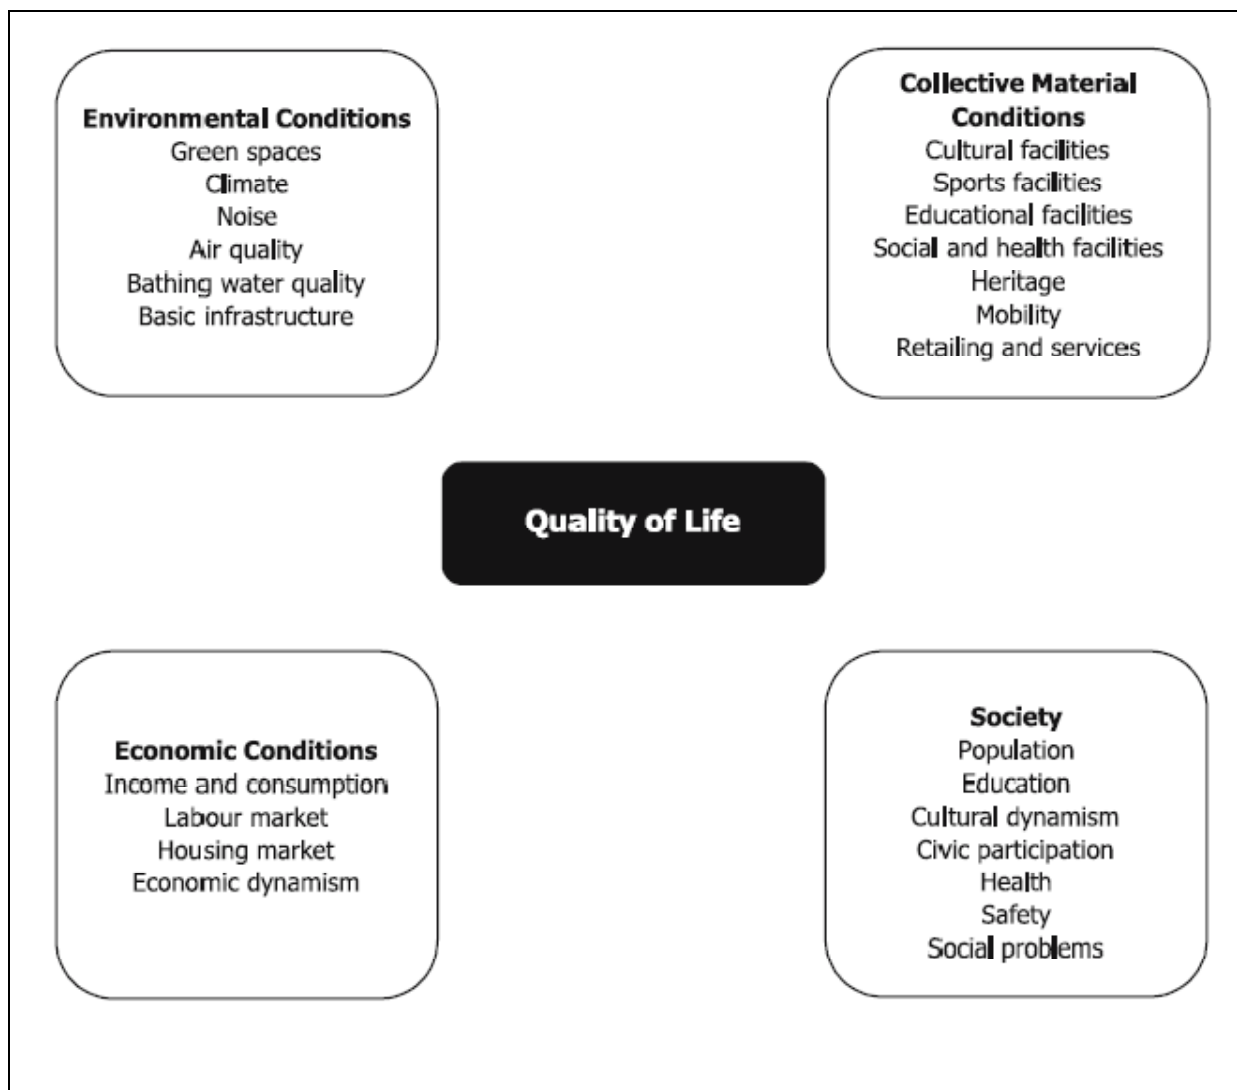 Environmental Conditions
Green spaces
Climate
Noise
Air quality
Bathing water quality
Basic infrastructure
Collective Material
Conditions
Cultural facilities
Sports facilities
Educational facilities
Social and health facilities
Heritage
Mobility
Retailing and services
Quality of Life
Economic Conditions
Income and consumption
Labour market
Housing market
Economic dynamism
Society
Population
Education
Cultural dynamism
Civic participation
Health
Safety
Social problems